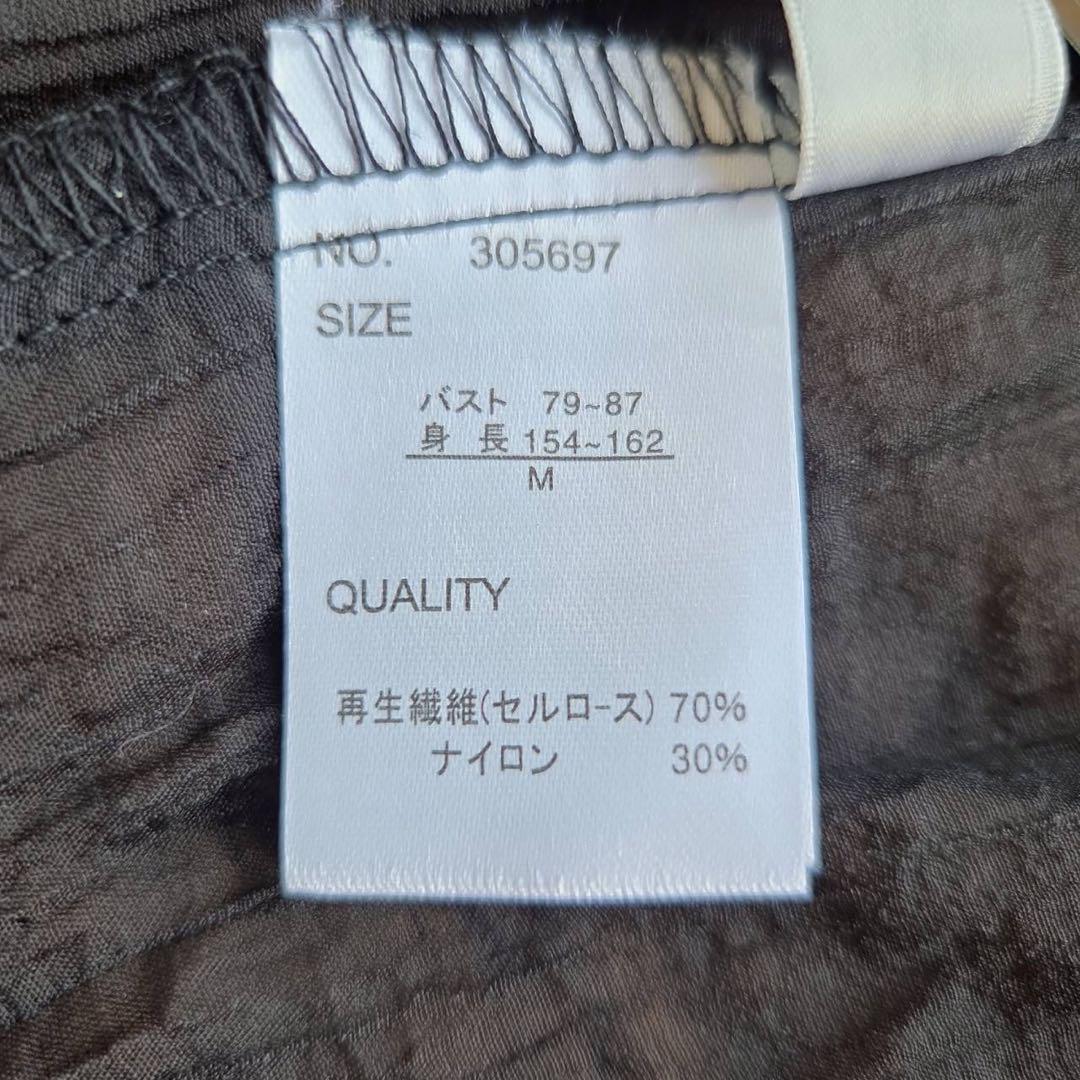 NO. 305697
SIZE
バスト 79~87
身 長 154~162
M
QUALITY
再生繊維(セルロ-ス) 70%
ナイロン 30%